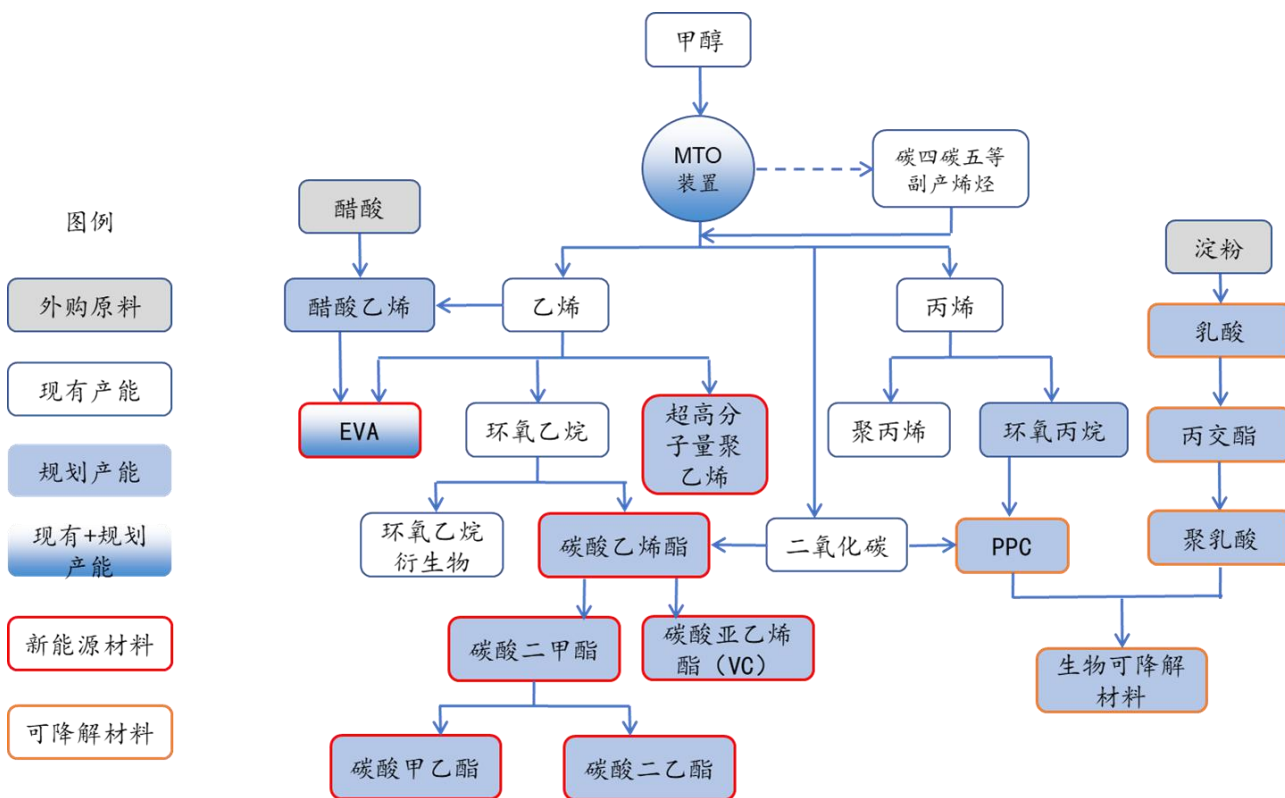 甲醇
MTO
装置
碳四碳五等
副产烯烃
图例
醋酸
淀粉
外购原料
醋酸乙烯
乙烯
丙烯
乳酸
现有产能
EVA
环氧乙烷
超高分
子量聚
乙烯
聚丙烯
环氧丙烷
丙交酯
规划产能
现有+规划
产能
环氧乙烷
衍生物
碳酸乙烯酯
二氧化碳
PPC
聚乳酸
新能源材料
碳酸二甲酯
碳酸亚乙烯
酯（VC）
生物可降解
材料
可降解材料
碳酸甲乙酯
碳酸二乙酯